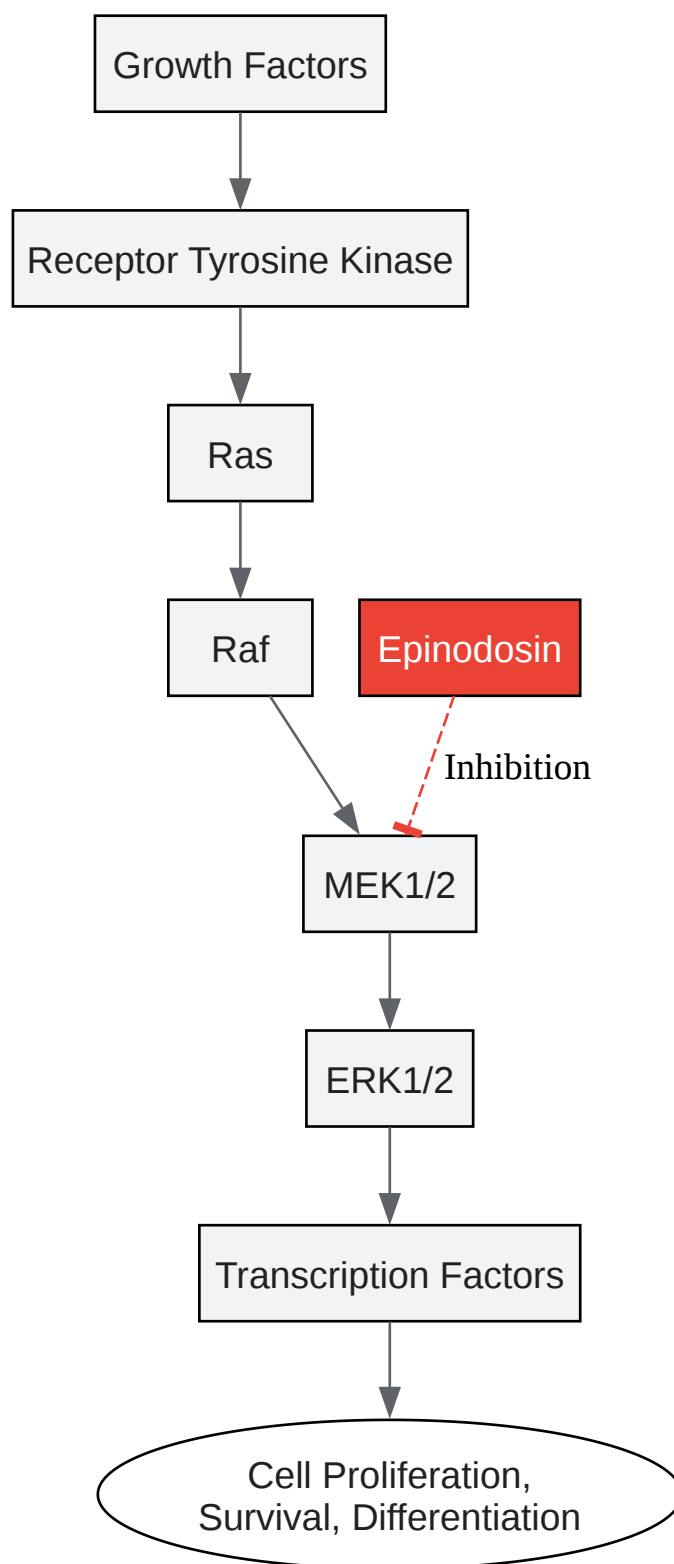 Growth Factors
Receptor Tyrosine Kinase
Ras
Raf
Epinodosin
Inhibition
MEK1/2
ERK1/2
Transcription Factors
Cell Proliferation,
Survival, Differentiation